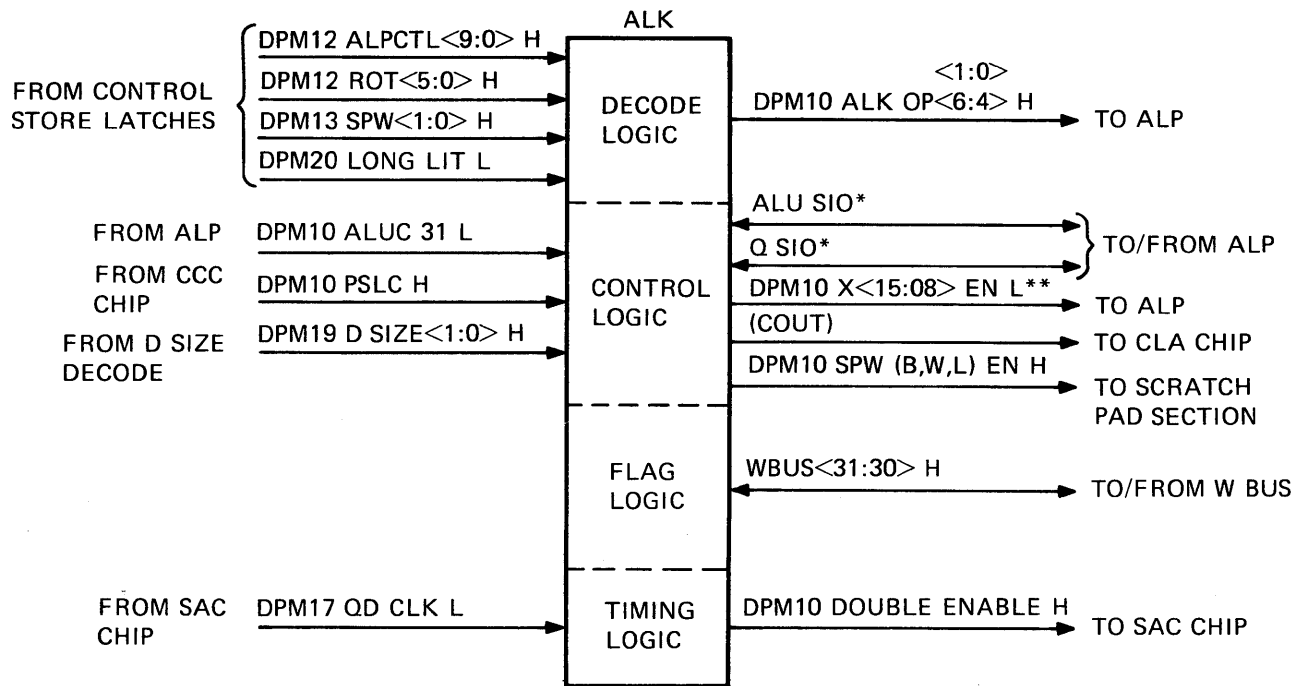 ALK
DPM12 ALPCTL<9:0> H
DPM12 ROT<5:0> H
DPM13 SPW<1:0> H
DPM20 LONG LIT L
FROM CONTROL
STORE LATCHES
DECODE
LOGIC
<1:0>
DPM10 ALK OP<6:4> H
TO ALP
FROM ALP
DPM10 ALUC 31 L
FROM CCC
CHIP
DPM10 PSLC H
FROM D SIZE
DECODE
DPM19 D SIZE<1:0> H
CONTROL
LOGIC
ALU SIO*
Q SIO*
TO/FROM ALP
DPM10 X<15:08> EN L**
TO ALP
(COUT)
TO CLA CHIP
DPM10 SPW (B,W,L) EN H
TO SCRATCH
PAD SECTION
FLAG
LOGIC
WBUS<31:30> H
TO/FROM W BUS
FROM SAC
CHIP
DPM17 QD CLK L
TIMING
LOGIC
DPM10 DOUBLE ENABLE H
TO SAC CHIP